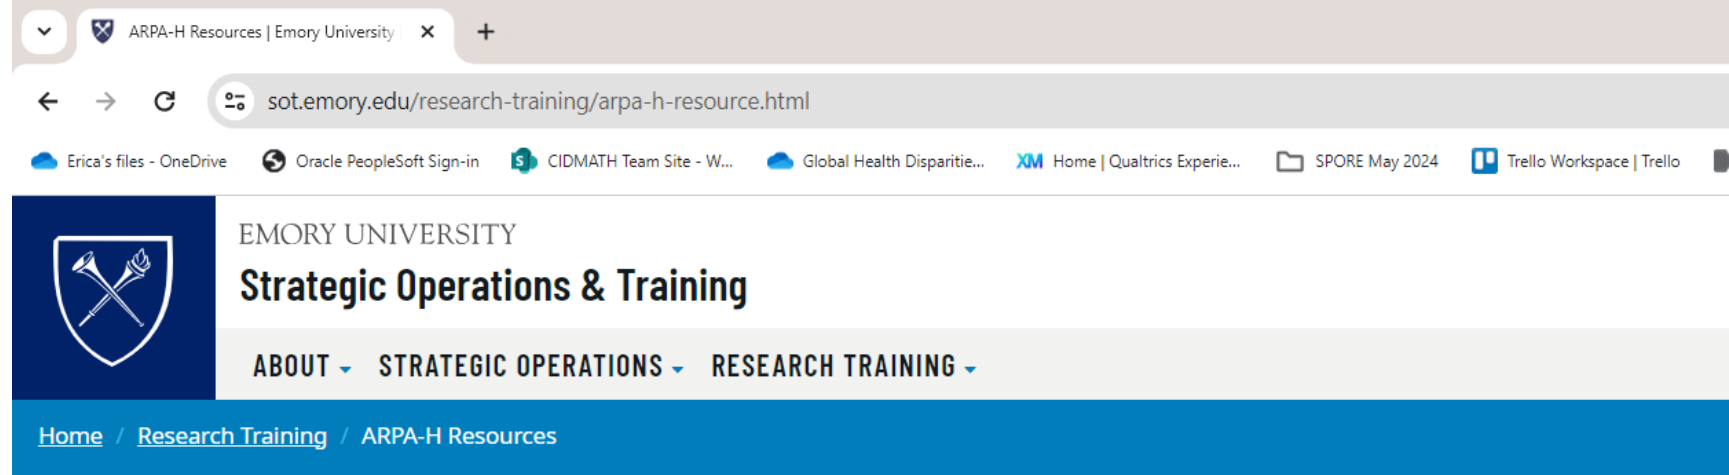 ARPA-H Resources | Emory University
sot.emory.edu/research-training/arpa-h-resource.html
Erica's files - OneDrive Oracle PeopleSoft Sign-in CIDMATH Team Site - W... Global Health Disparitie... XM Home | Qualtrics Experie... SPORE May 2024 Trello Workspace | Trello
EMORY UNIVERSITY
Strategic Operations & Training
ABOUT STRATEGIC OPERATIONS RESEARCH TRAINING
Home / Research Training / ARPA-H Resources